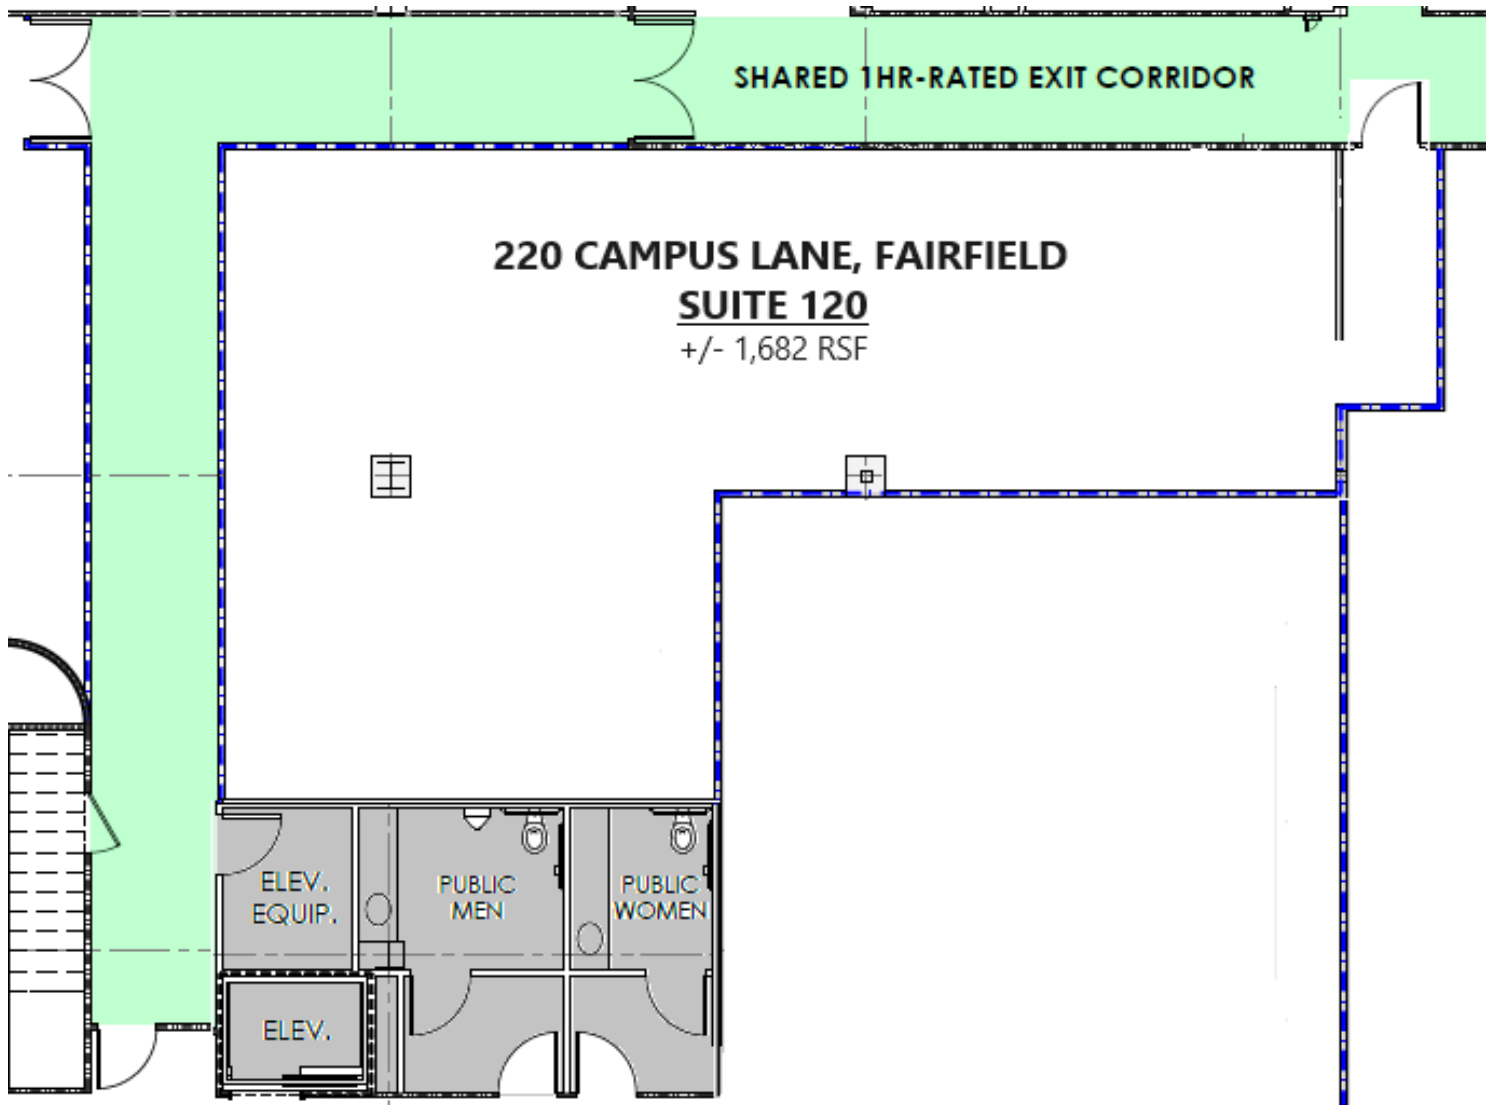 SHARED 1HR-RATED EXIT CORRIDOR
220 CAMPUS LANE, FAIRFIELD
SUITE 120
+/- 1,682 RSF
ELEV.
EQUIP.
PUBLIC
MEN
PUBLIC
WOMEN
ELEV.